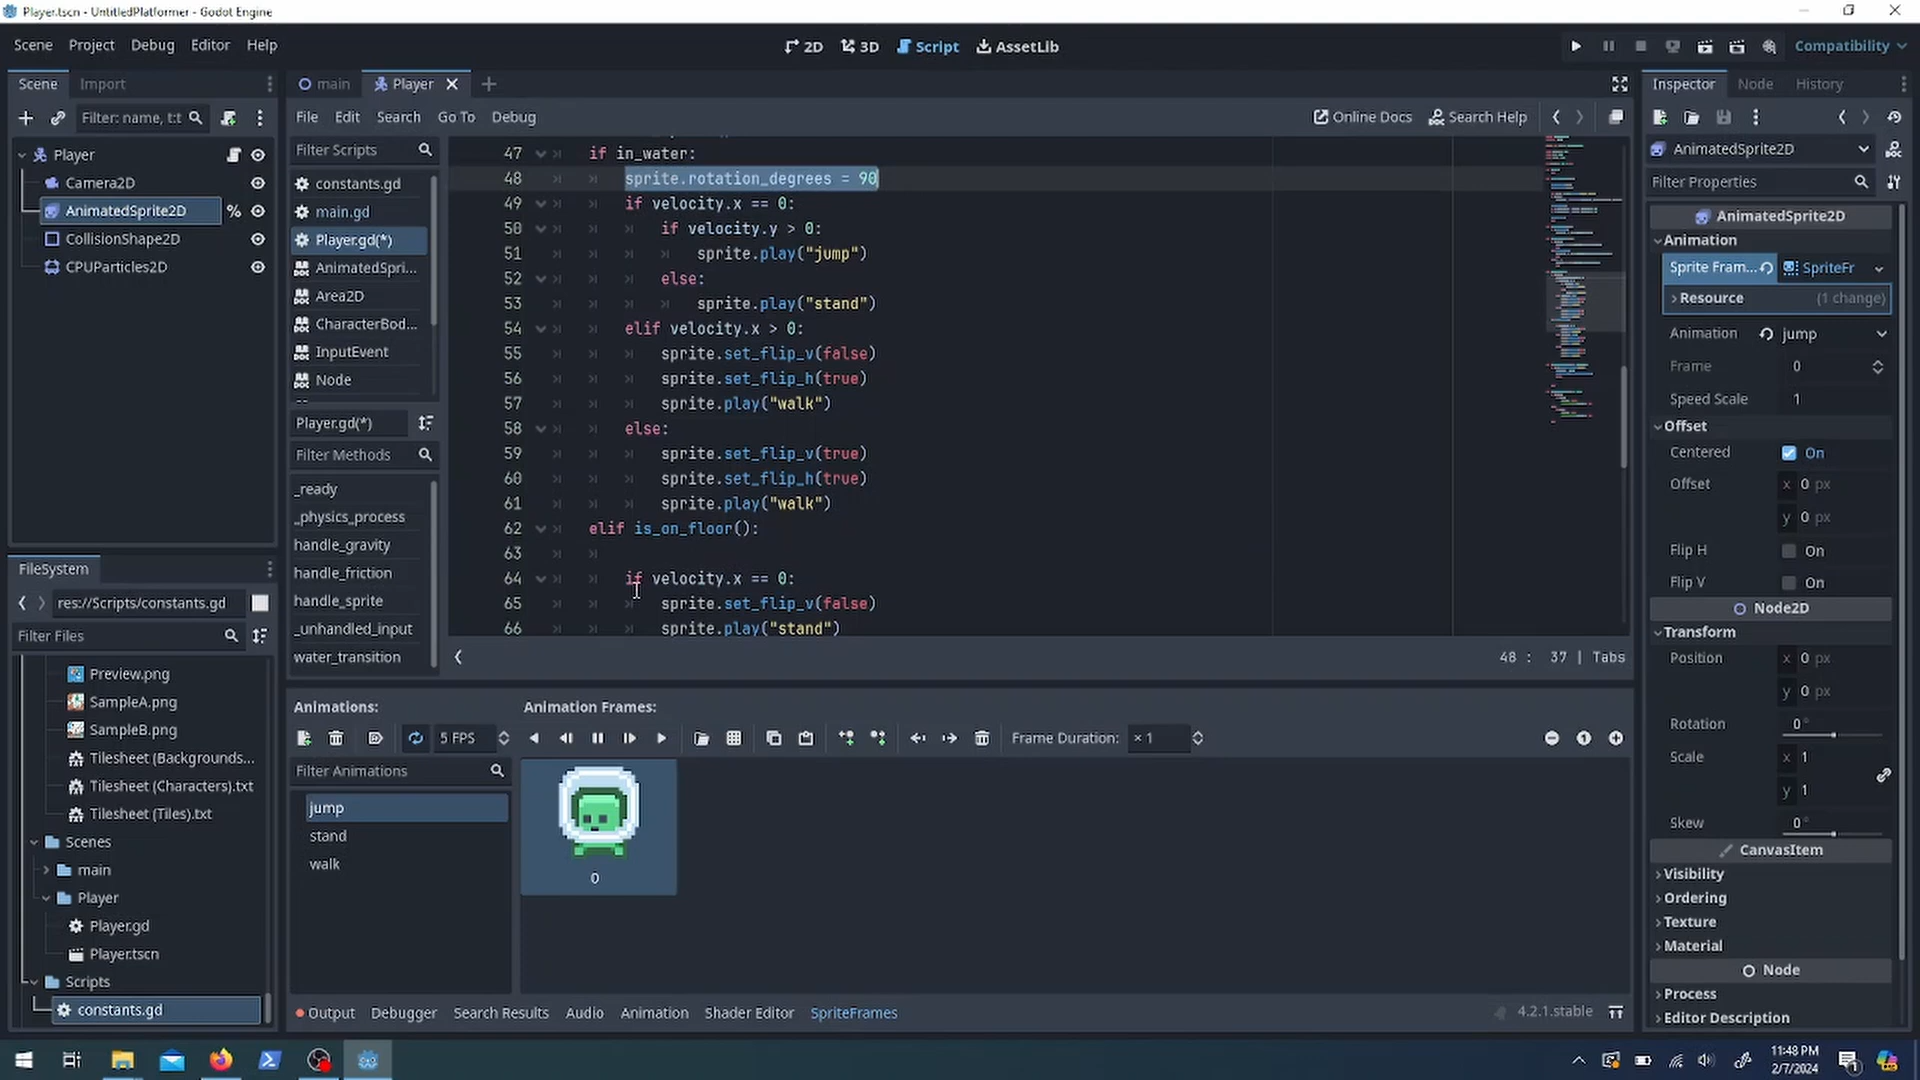 Player.tscn - UntitledPlatformer - Godot Engine
Scene Project Debug Editor Help
2D 3D Script AssetLib
Compatibility
Scene Import
Filter: name, t:t
Player
Camera2D
AnimatedSprite2D
%
CollisionShape2D
CPUParticles2D
FileSystem
res://Scripts/constants.gd
Filter Files
Preview.png
SampleA.png
SampleB.png
Tilesheet (Backgrounds...
Tilesheet (Characters).txt
Tilesheet (Tiles).txt
Scenes
main
Player
Player.gd
Player.tscn
Scripts
constants.gd
main
Player
File Edit Search Go To Debug
Online Docs Search Help
Filter Scripts
constants.gd
main.gd
Player.gd(*)
AnimatedSpri...
Area2D
CharacterBod...
InputEvent
Node
Player.gd(*)
Filter Methods
_ready
_physics_process
handle_gravity
handle_friction
handle_sprite
_unhandled_input
water_transition
47 if in_water:
48 sprite.rotation_degrees = 90
49 if velocity.x == 0:
50 if velocity.y > 0:
51 sprite.play("jump")
52 else:
53 sprite.play("stand")
54 elif velocity.x > 0:
55 sprite.set_flip_v(false)
56 sprite.set_flip_h(true)
57 sprite.play("walk")
58 else:
59 sprite.set_flip_v(true)
60 sprite.set_flip_h(true)
61 sprite.play("walk")
62 elif is_on_floor():
63
64 if velocity.x == 0:
65 sprite.set_flip_v(false)
66 sprite.play("stand")
48 : 37 | Tabs
Animations:
5 FPS
Filter Animations
jump
stand
walk
Animation Frames:
Frame Duration: × 1
0
Output Debugger Search Results Audio Animation Shader Editor SpriteFrames
4.2.1.stable
Inspector Node History
AnimatedSprite2D
Filter Properties
AnimatedSprite2D
Animation
Sprite Fram... SpriteFr
Resource (1 change)
Animation jump
Frame 0
Speed Scale 1
Offset
Centered On
Offset x 0 px
y 0 px
Flip H On
Flip V On
Node2D
Transform
Position x 0 px
y 0 px
Rotation 0 °
Scale x 1
y 1
Skew 0 °
CanvasItem
Visibility
Ordering
Texture
Material
Node
Process
Editor Description
11:48 PM
2/7/2024